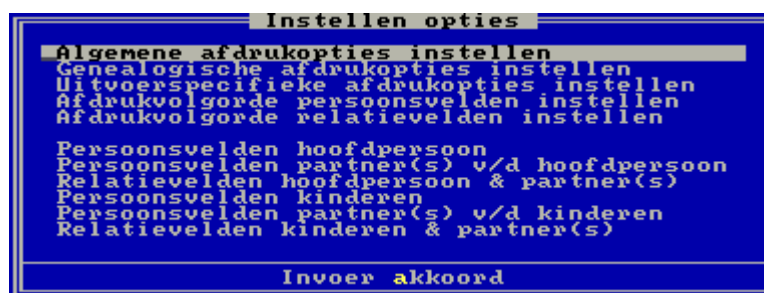 Instellen opties
Algemene afdrukopties instellen
Genealogische afdrukopties instellen
Uitvoerspecifieke afdrukopties instellen
Afdrukvolgorde persoonsvelden instellen
Afdrukvolgorde relatievelden instellen
Persoonsvelden hoofdpersoon
Persoonsvelden partner(s) v/d hoofdpersoon
Relatievelden hoofdpersoon & partner(s)
Persoonsvelden kinderen
Persoonsvelden partner(s) v/d kinderen
Relatievelden kinderen & partner(s)
Invoer akkoord